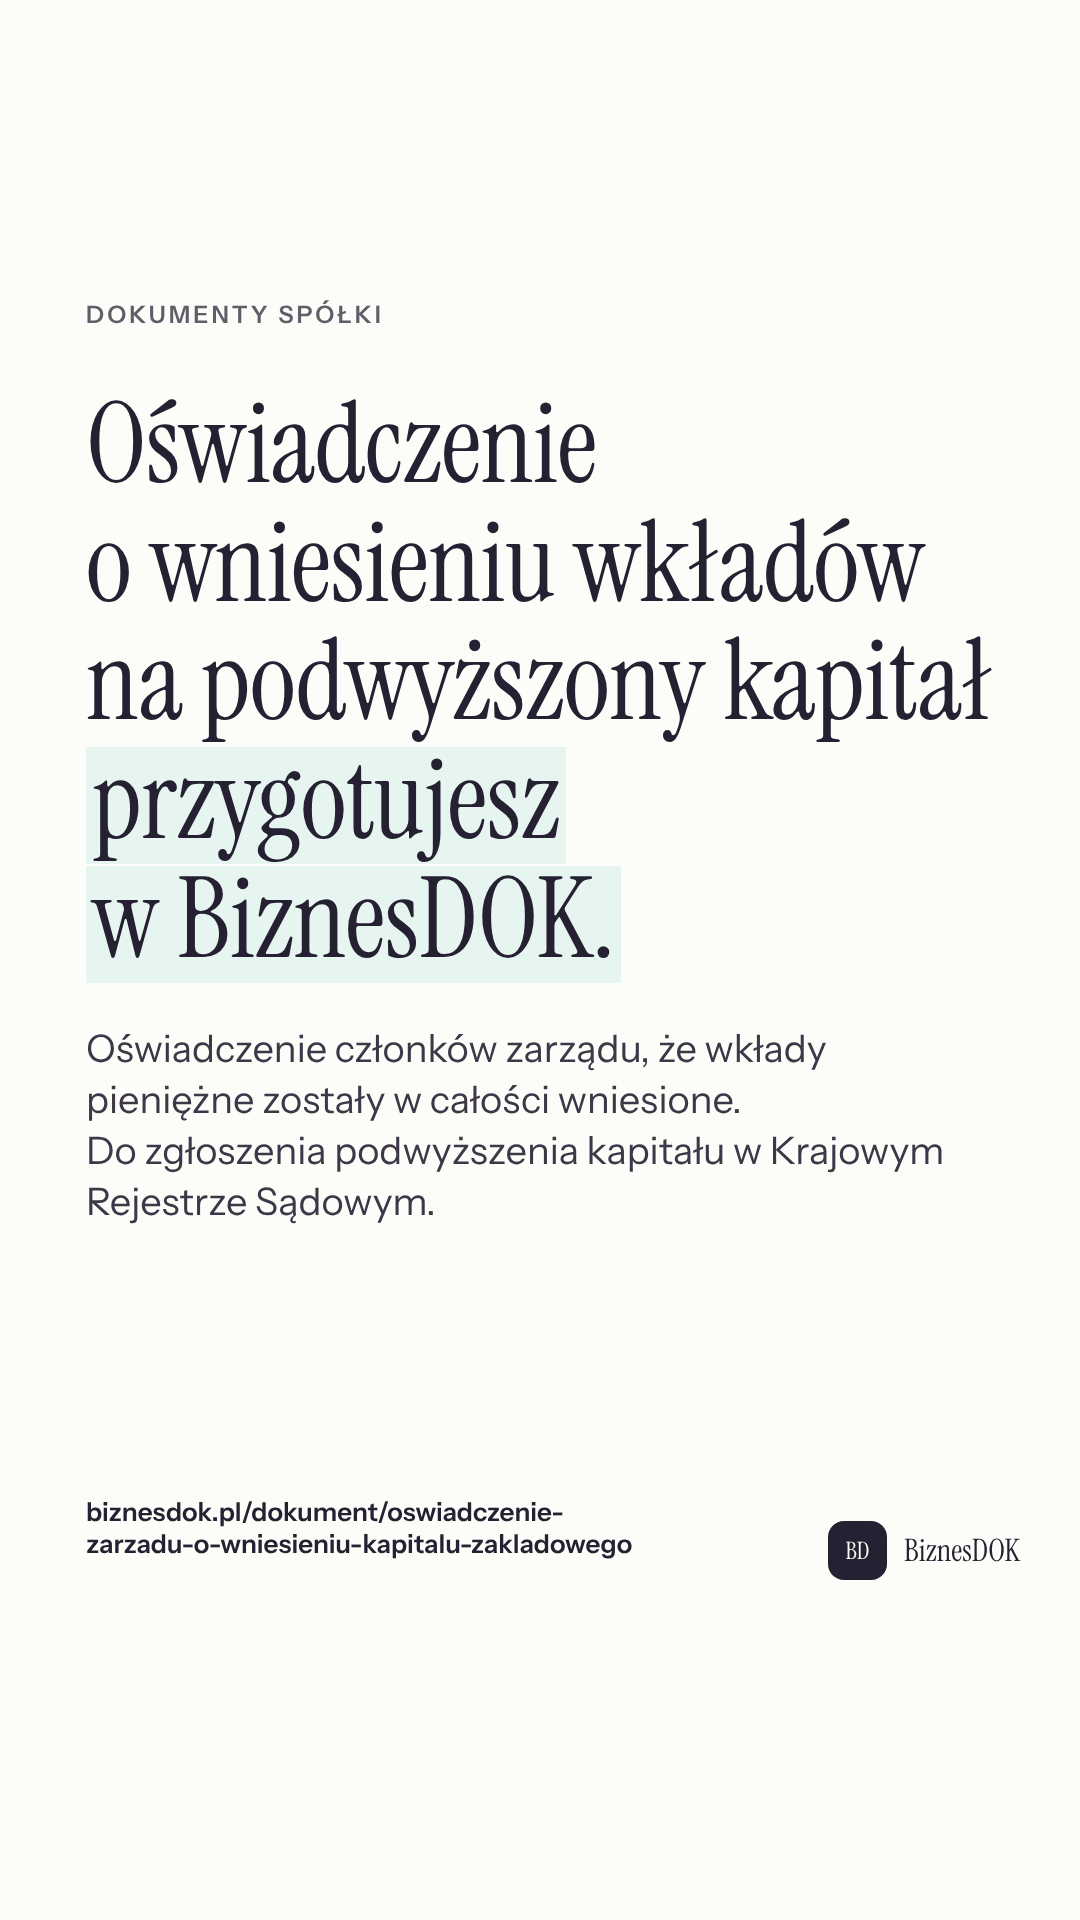 DOKUMENTY SPÓŁKI
Oświadczenie
o wniesieniu wkładów
na podwyższony kapitał
przygotujesz
w BiznesDOK.
Oświadczenie członków zarządu, że wkłady
pieniężne zostały w całości wniesione.
Do zgłoszenia podwyższenia kapitału w Krajowym
Rejestrze Sądowym.
biznesdok.pl/dokument/oswiadczenie-
zarzadu-o-wniesieniu-kapitalu-zakladowego
BD BiznesDOK